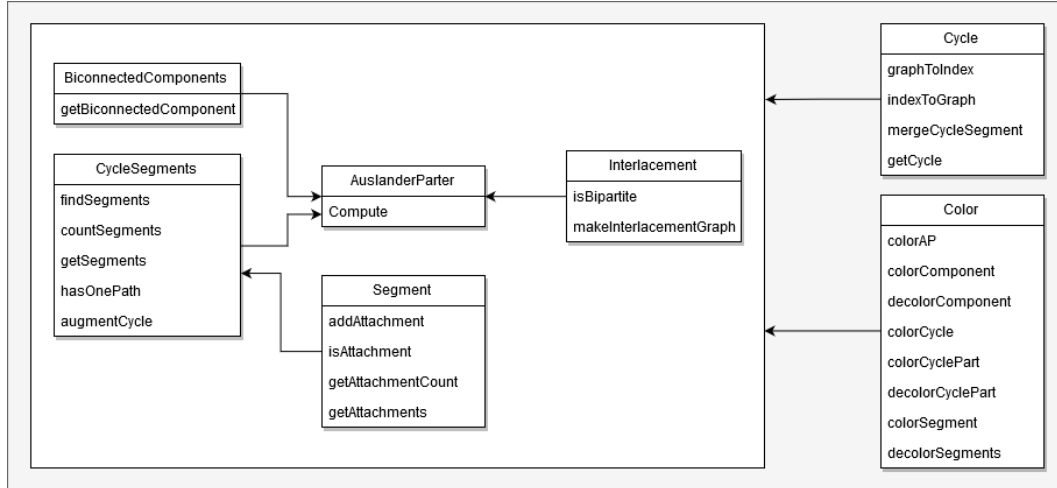 BiconnectedComponents
getBiconnectedComponent
CycleSegments
findSegments
countSegments
getSegments
hasOnePath
augmentCycle
AuslanderParter
Compute
Segment
addAttachment
isAttachment
getAttachmentCount
getAttachments
Interlacement
isBipartite
makeInterlacementGraph
Cycle
graphToIndex
indexToGraph
mergeCycleSegment
getCycle
Color
colorAP
colorComponent
decolorComponent
colorCycle
colorCyclePart
decolorCyclePart
colorSegment
decolorSegments